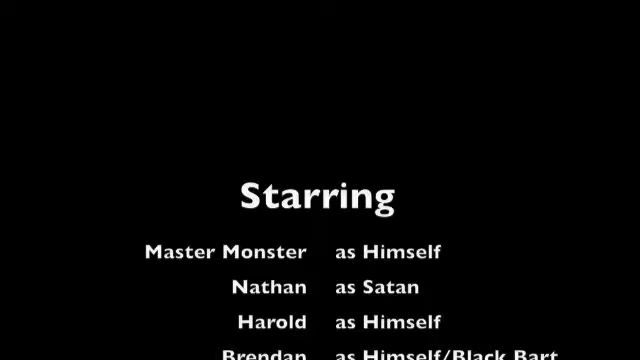 Starring
Master Monster as Himself
Nathan as Satan
Harold as Himself
Brendan as Himself/Black Bart